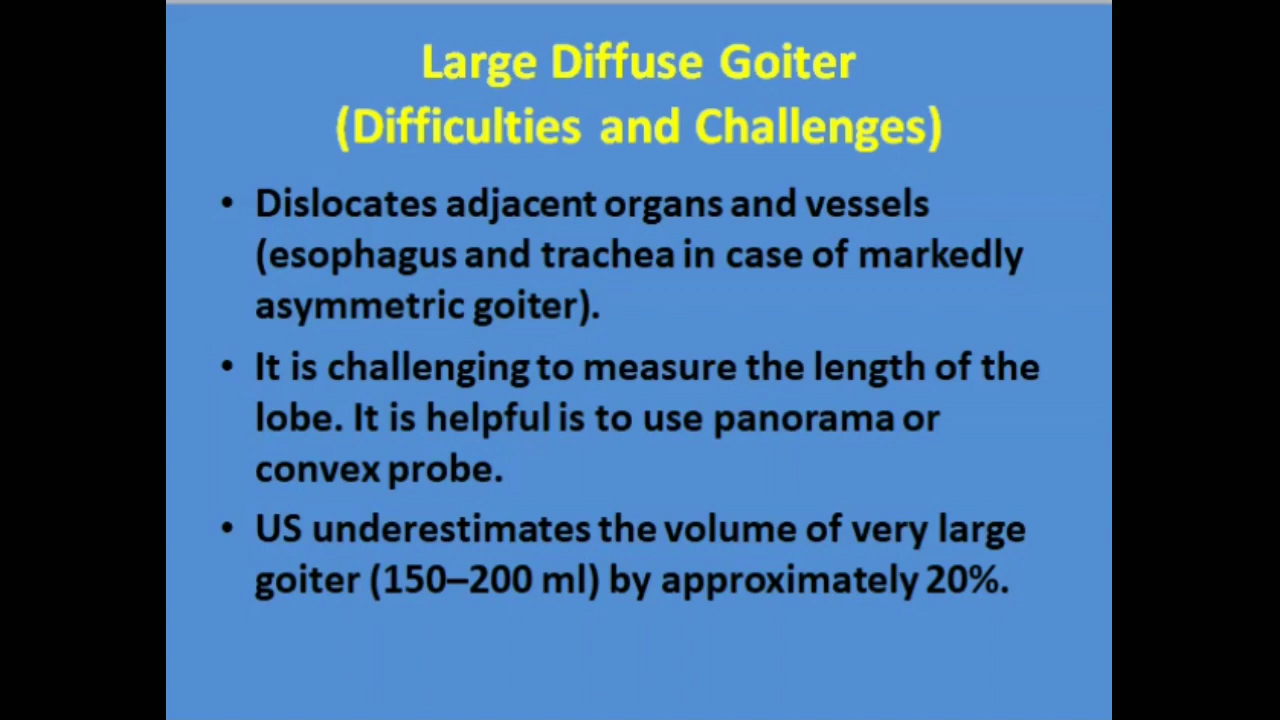 Large Diffuse Goiter
(Difficulties and Challenges)
• Dislocates adjacent organs and vessels
(esophagus and trachea in case of markedly
asymmetric goiter).
• It is challenging to measure the length of the
lobe. It is helpful is to use panorama or
convex probe.
• US underestimates the volume of very large
goiter (150–200 ml) by approximately 20%.